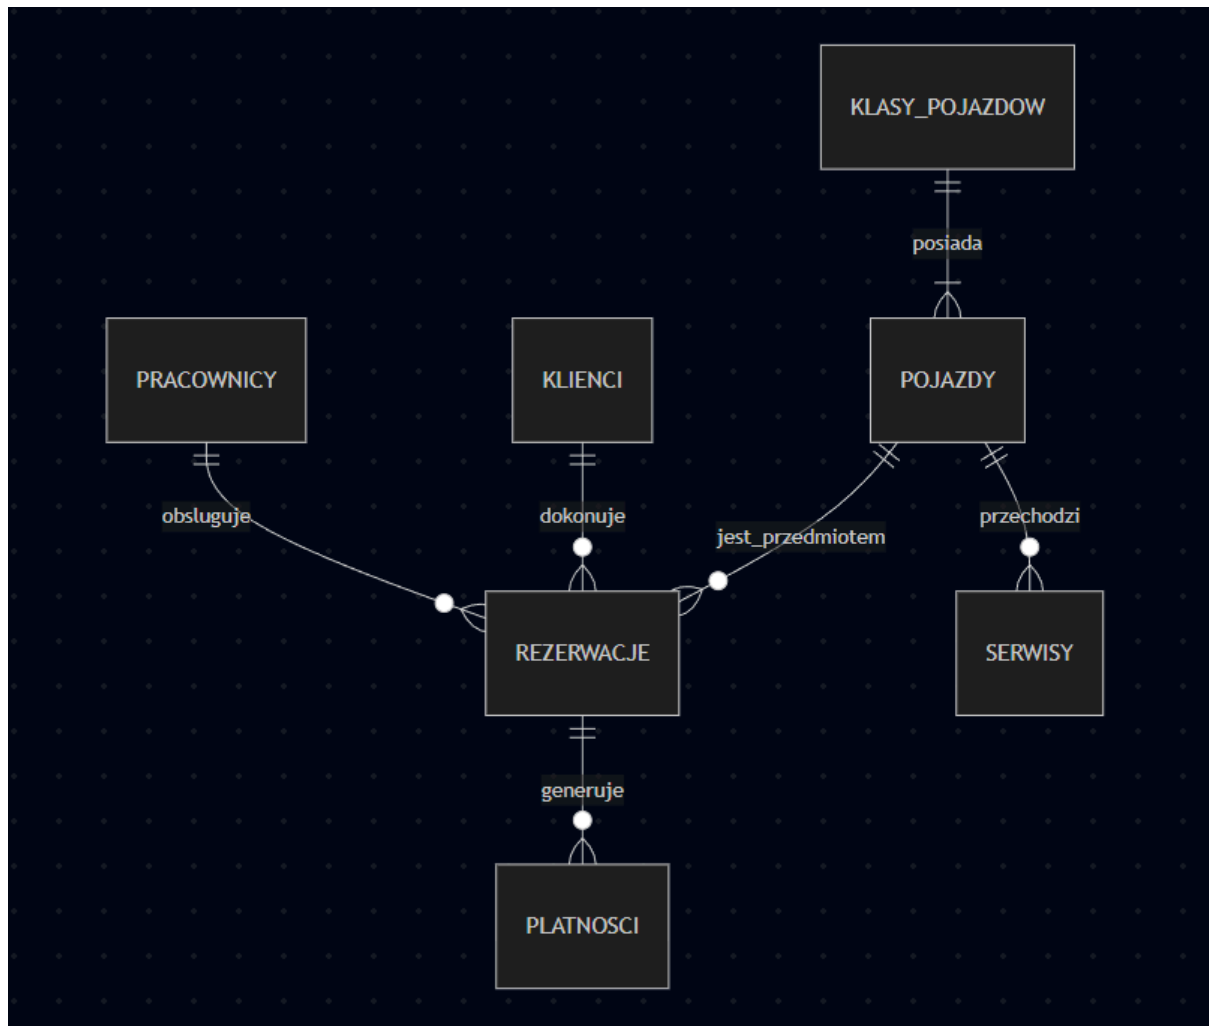 KLASY_POJAZDOW
posiada
PRACOWNICY
KLIENCI
POJAZDY
obsluguje
dokonuje
jest_przedmiotem
przechodzi
REZERWACJE
SERWISY
generuje
PLATNOSCI